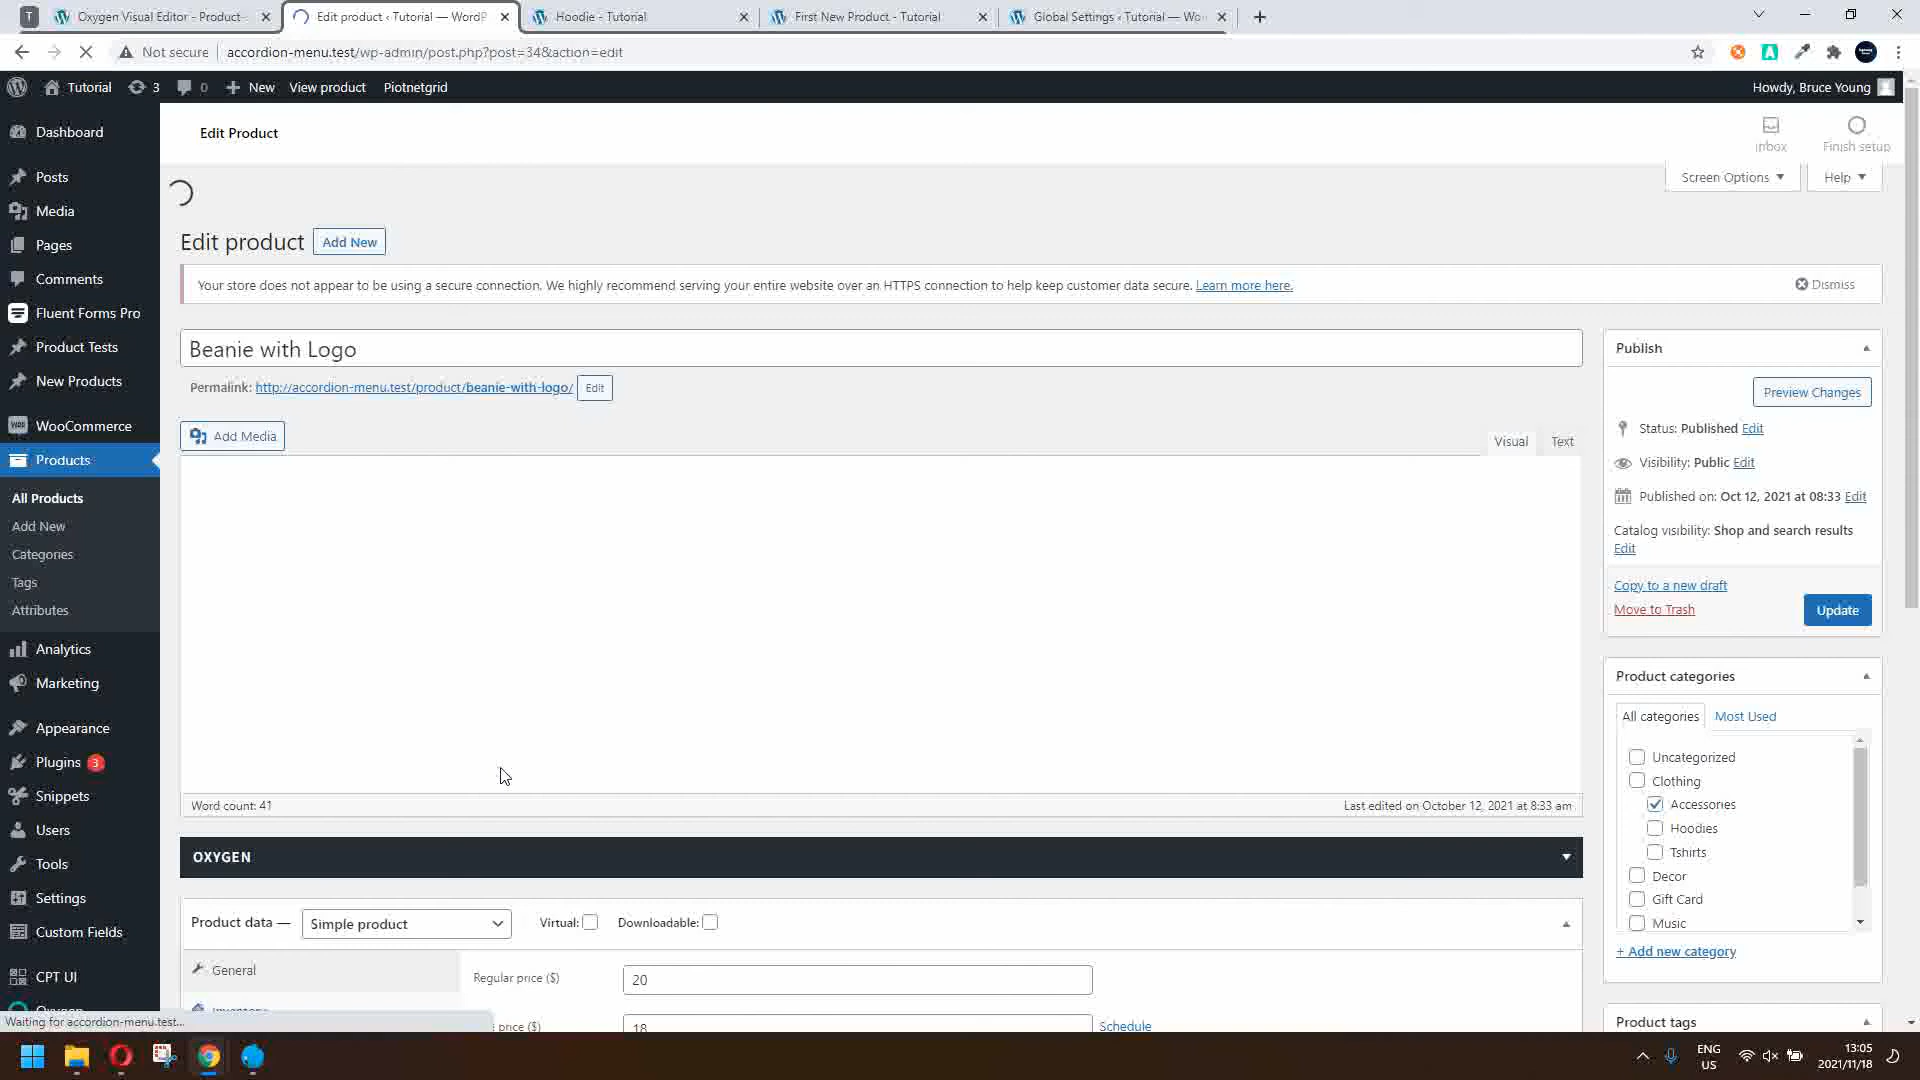 Oxygen Visual Editor - Product
Edit product ‹ Tutorial — WordP
Hoodie - Tutorial
First New Product - Tutorial
Global Settings ‹ Tutorial — Wo
Not secure
accordion-menu.test/wp-admin/post.php?post=34&action=edit
Tutorial
3
0
New
View product
Piotnetgrid
Howdy, Bruce Young
Dashboard
Posts
Media
Pages
Comments
Fluent Forms Pro
Product Tests
New Products
WooCommerce
Products
All Products
Add New
Categories
Tags
Attributes
Analytics
Marketing
Appearance
Plugins 3
Snippets
Users
Tools
Settings
Custom Fields
CPT UI
Oxygen
Waiting for accordion-menu.test...
Edit Product
Inbox
Finish setup
Screen Options
Help
Edit product
Add New
Your store does not appear to be using a secure connection. We highly recommend serving your entire website over an HTTPS connection to help keep customer data secure. Learn more here.
Dismiss
Beanie with Logo
Permalink: http://accordion-menu.test/product/beanie-with-logo/ Edit
Add Media
Visual
Text
Word count: 41
Last edited on October 12, 2021 at 8:33 am
OXYGEN
Product data —
Simple product
Virtual:
Downloadable:
General
Regular price ($)
20
Inventory
price ($)
18
Schedule
Publish
Preview Changes
Status: Published Edit
Visibility: Public Edit
Published on: Oct 12, 2021 at 08:33 Edit
Catalog visibility: Shop and search results
Edit
Copy to a new draft
Move to Trash
Update
Product categories
All categories
Most Used
Uncategorized
Clothing
Accessories
Hoodies
Tshirts
Decor
Gift Card
Music
+ Add new category
Product tags
ENG
US
13:05
2021/11/18